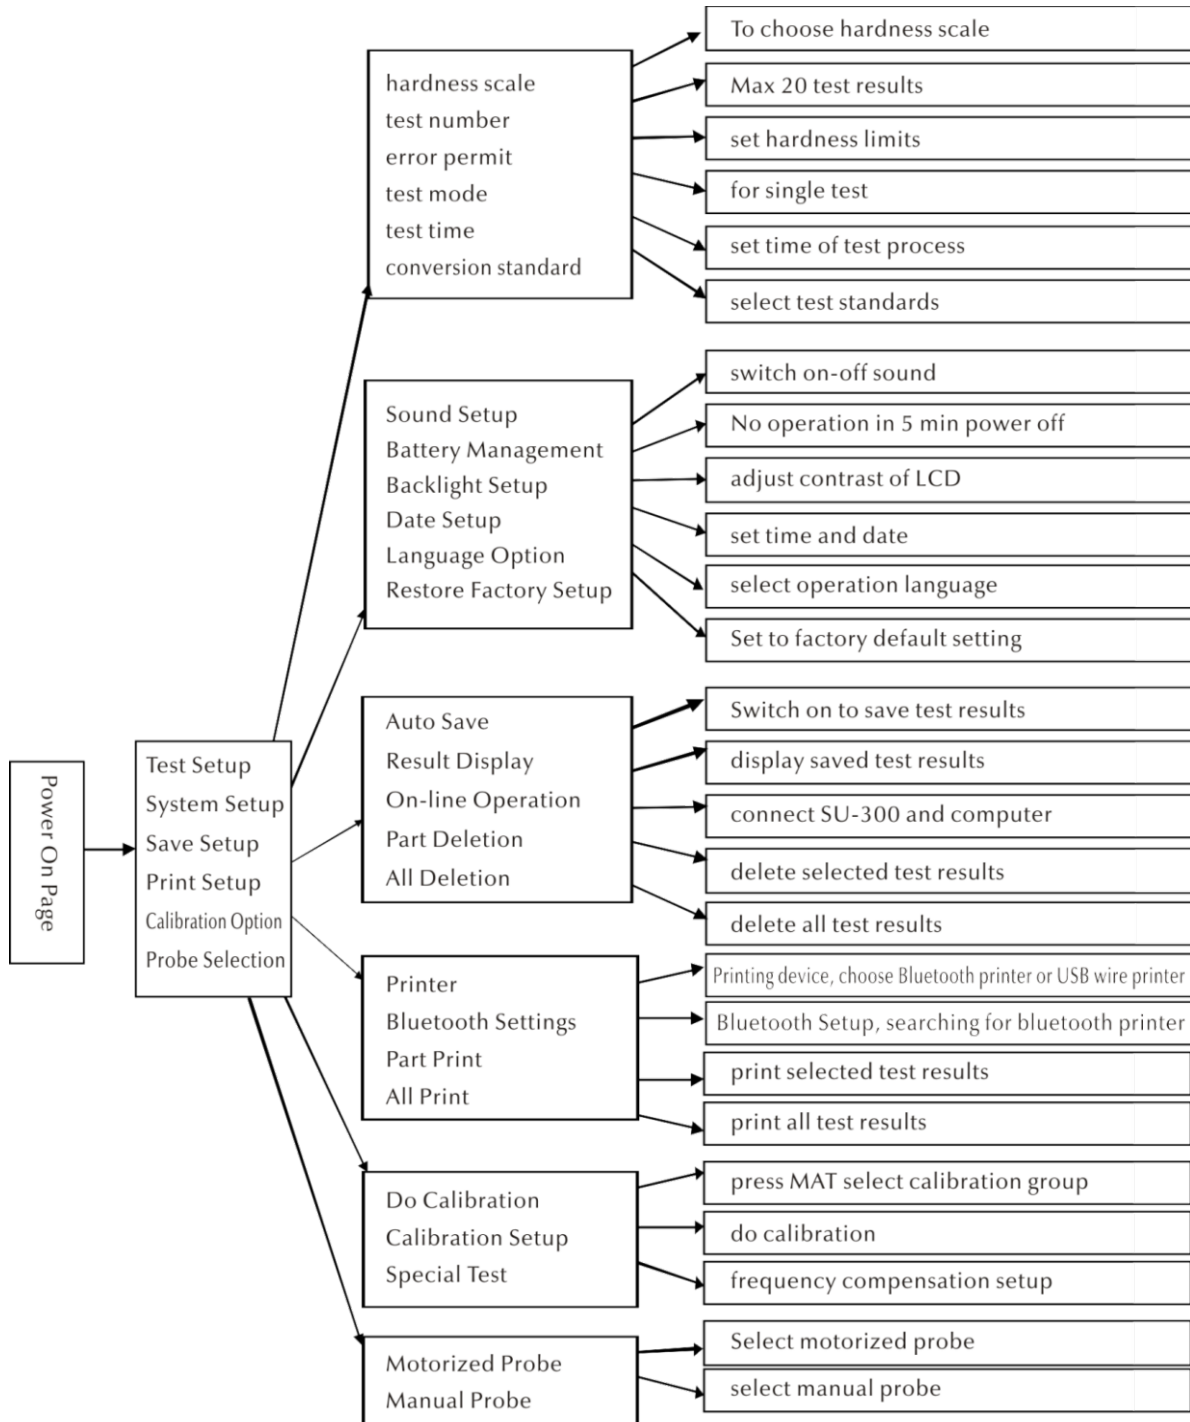 Power On Page
Test Setup
System Setup
Save Setup
Print Setup
Calibration Option
Probe Selection
hardness scale
test number
error permit
test mode
test time
conversion standard
To choose hardness scale
Max 20 test results
set hardness limits
for single test
set time of test process
select test standards
Sound Setup
Battery Management
Backlight Setup
Date Setup
Language Option
Restore Factory Setup
switch on-off sound
No operation in 5 min power off
adjust contrast of LCD
set time and date
select operation language
Set to factory default setting
Auto Save
Result Display
On-line Operation
Part Deletion
All Deletion
Switch on to save test results
display saved test results
connect SU-300 and computer
delete selected test results
delete all test results
Printer
Bluetooth Settings
Part Print
All Print
Printing device, choose Bluetooth printer or USB wire printer
Bluetooth Setup, searching for bluetooth printer
print selected test results
print all test results
Do Calibration
Calibration Setup
Special Test
press MAT select calibration group
do calibration
frequency compensation setup
Motorized Probe
Manual Probe
Select motorized probe
select manual probe